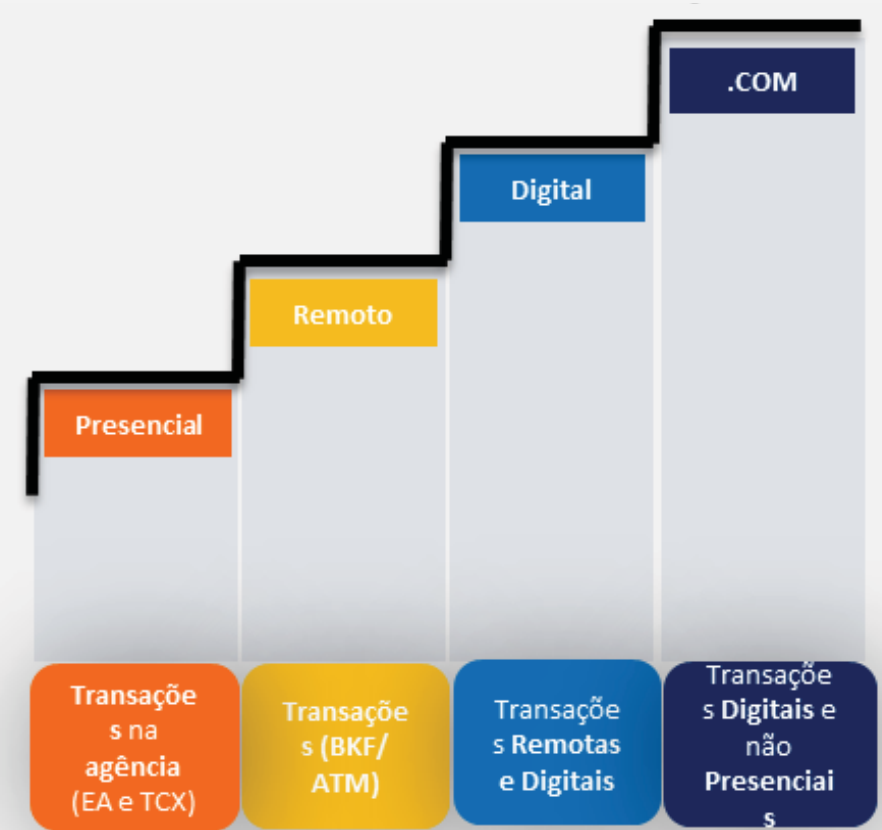 .COM
Digital
Remoto
Presencial
Transaçõe
s na
agência
(EA e TCX)
Transaçõe
s (BKF/
ATM)
Transaçõe
s Remotas
e Digitais
Transaçõe
s Digitais e
não
Presenciai
s